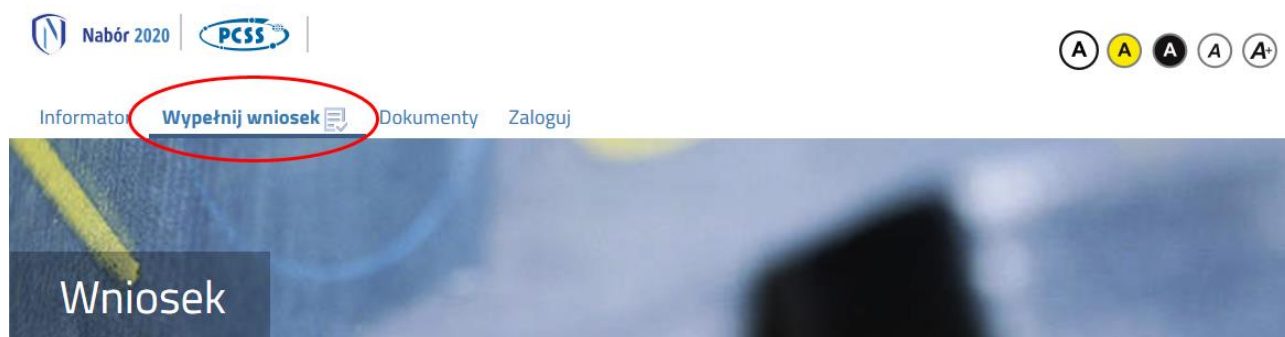 Nabór 2020 PCSS
A A A A A+
Informator Wypełnij wniosek Dokumenty Zaloguj
Wniosek